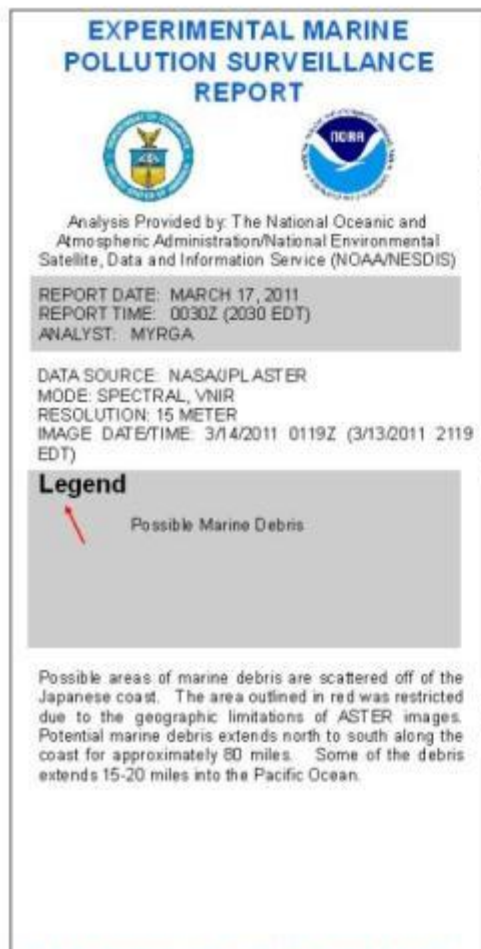 EXPERIMENTAL MARINE
POLLUTION SURVEILLANCE
REPORT
NOAA
Analysis Provided by: The National Oceanic and
Atmospheric Administration/National Environmental
Satellite, Data and Information Service (NOAA/NESDIS)
REPORT DATE: MARCH 17, 2011
REPORT TIME: 0030Z (2030 EDT)
ANALYST: MYRGA
DATA SOURCE: NASA/JPL ASTER
MODE: SPECTRAL, VNIR
RESOLUTION: 15 METER
IMAGE DATE/TIME: 3/14/2011 0119Z (3/13/2011 2119
EDT)
Legend
Possible Marine Debris
Possible areas of marine debris are scattered off of the
Japanese coast. The area outlined in red was restricted
due to the geographic limitations of ASTER images.
Potential marine debris extends north to south along the
coast for approximately 80 miles. Some of the debris
extends 15-20 miles into the Pacific Ocean.